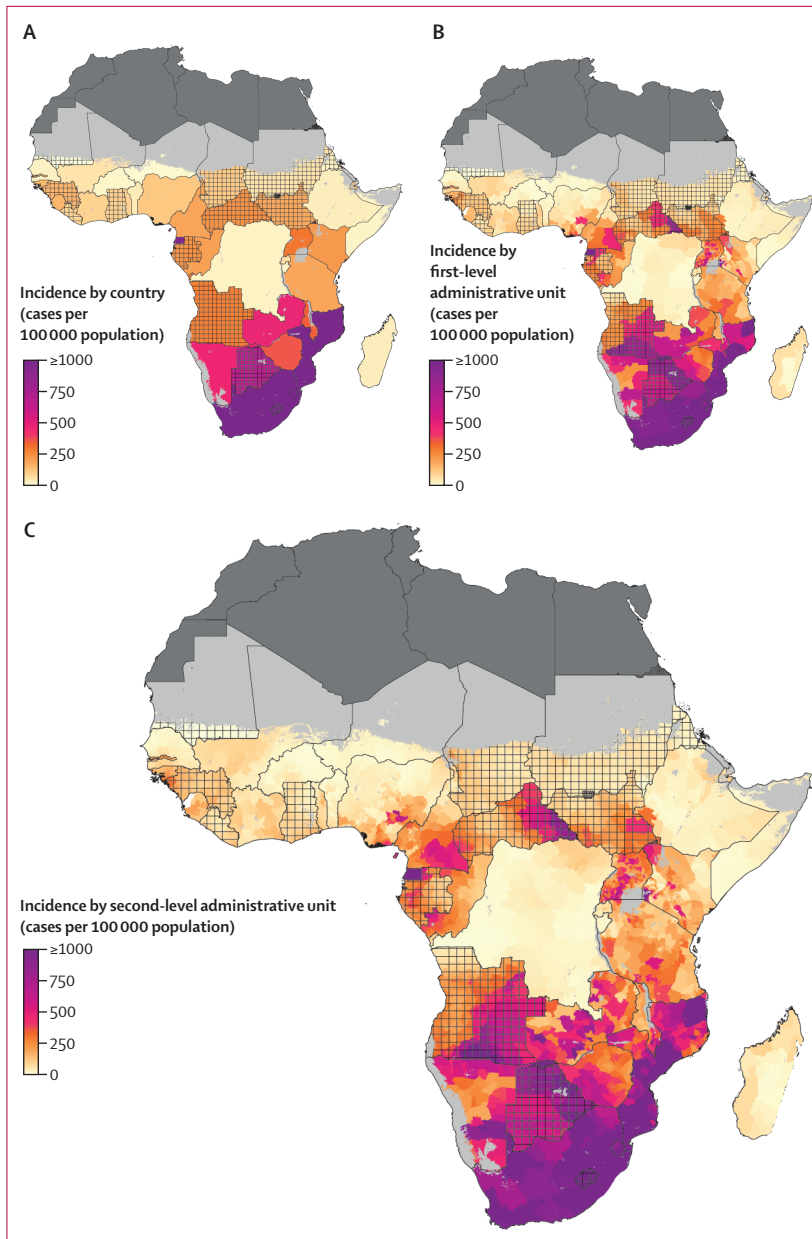 A
B
Incidence by country
(cases per
100 000 population)
≥1000
750
500
250
0
Incidence by
first-level
administrative unit
(cases per
100 000 population)
≥1000
750
500
250
0
C
Incidence by second-level administrative unit
(cases per 100 000 population)
≥1000
750
500
250
0